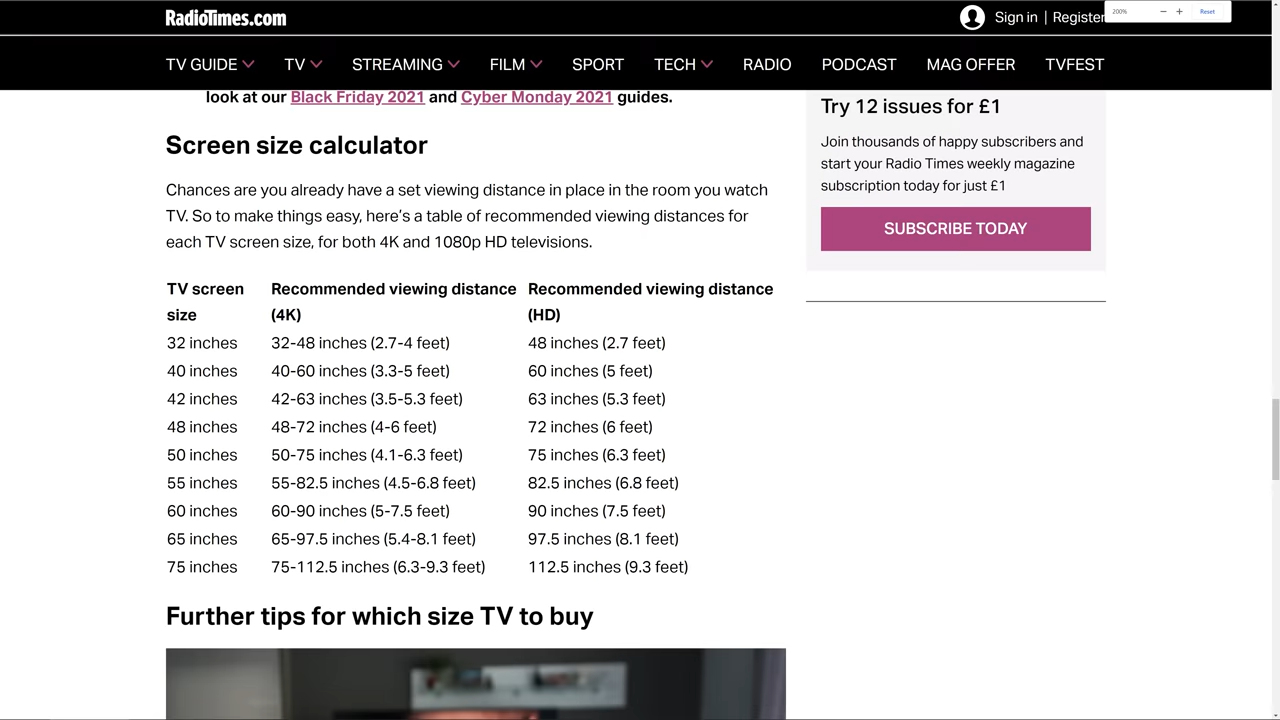 RadioTimes.com
Sign in | Register
200%
Reset
TV GUIDE TV STREAMING FILM SPORT TECH RADIO PODCAST MAG OFFER TVFEST
look at our Black Friday 2021 and Cyber Monday 2021 guides.
Screen size calculator
Chances are you already have a set viewing distance in place in the room you watch
TV. So to make things easy, here's a table of recommended viewing distances for
each TV screen size, for both 4K and 1080p HD televisions.
TV screen size Recommended viewing distance (4K) Recommended viewing distance (HD)
32 inches 32-48 inches (2.7-4 feet) 48 inches (2.7 feet)
40 inches 40-60 inches (3.3-5 feet) 60 inches (5 feet)
42 inches 42-63 inches (3.5-5.3 feet) 63 inches (5.3 feet)
48 inches 48-72 inches (4-6 feet) 72 inches (6 feet)
50 inches 50-75 inches (4.1-6.3 feet) 75 inches (6.3 feet)
55 inches 55-82.5 inches (4.5-6.8 feet) 82.5 inches (6.8 feet)
60 inches 60-90 inches (5-7.5 feet) 90 inches (7.5 feet)
65 inches 65-97.5 inches (5.4-8.1 feet) 97.5 inches (8.1 feet)
75 inches 75-112.5 inches (6.3-9.3 feet) 112.5 inches (9.3 feet)
Further tips for which size TV to buy
Try 12 issues for £1
Join thousands of happy subscribers and
start your Radio Times weekly magazine
subscription today for just £1
SUBSCRIBE TODAY